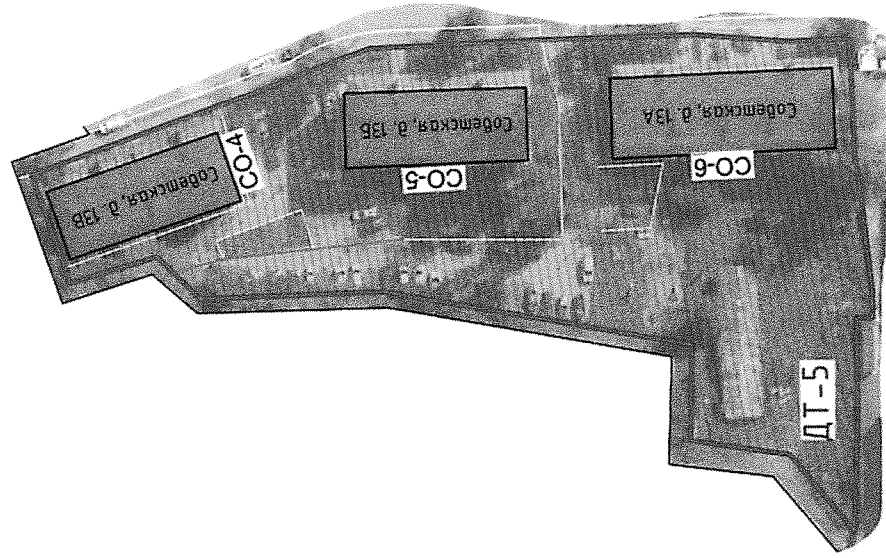 Советская, д. 13В
СО-4
Советская, д. 13Б
СО-5
Советская, д. 13А
СО-6
ДТ-5